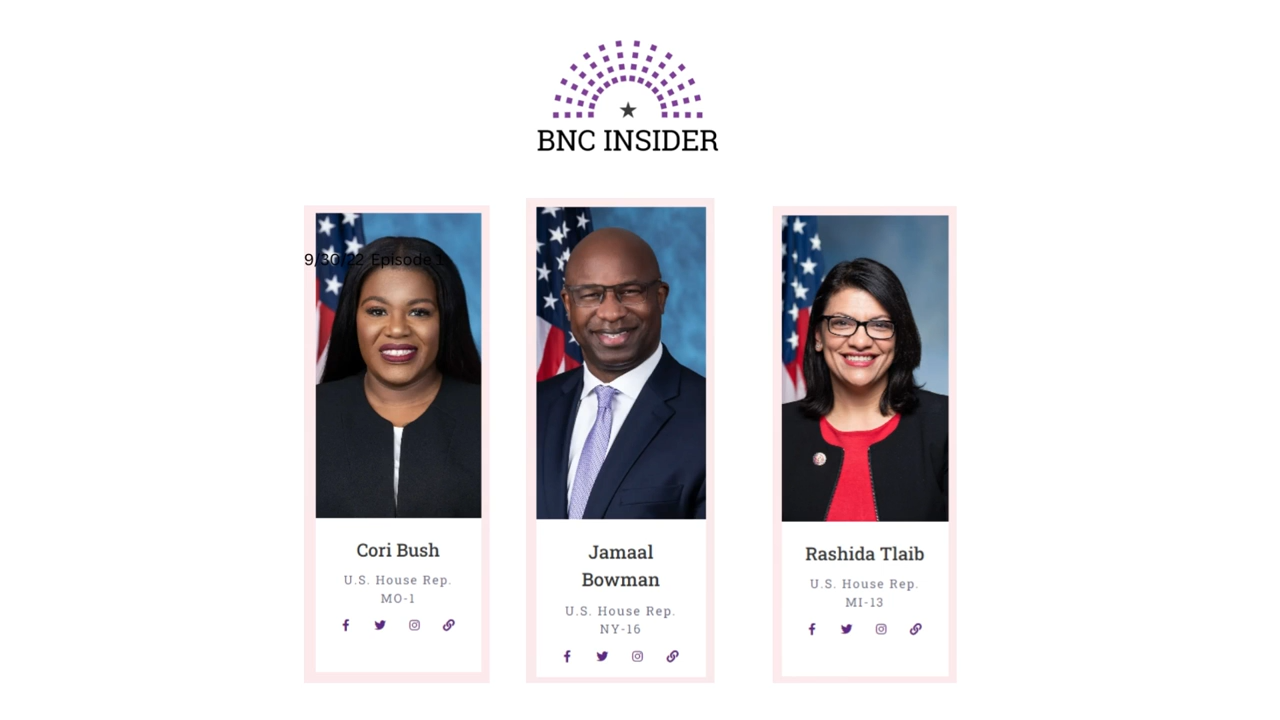 BNC INSIDER
9/30/22 Episode 1
Cori Bush
U.S. House Rep.
MO-1
Jamaal
Bowman
U.S. House Rep.
NY-16
Rashida Tlaib
U.S. House Rep.
MI-13